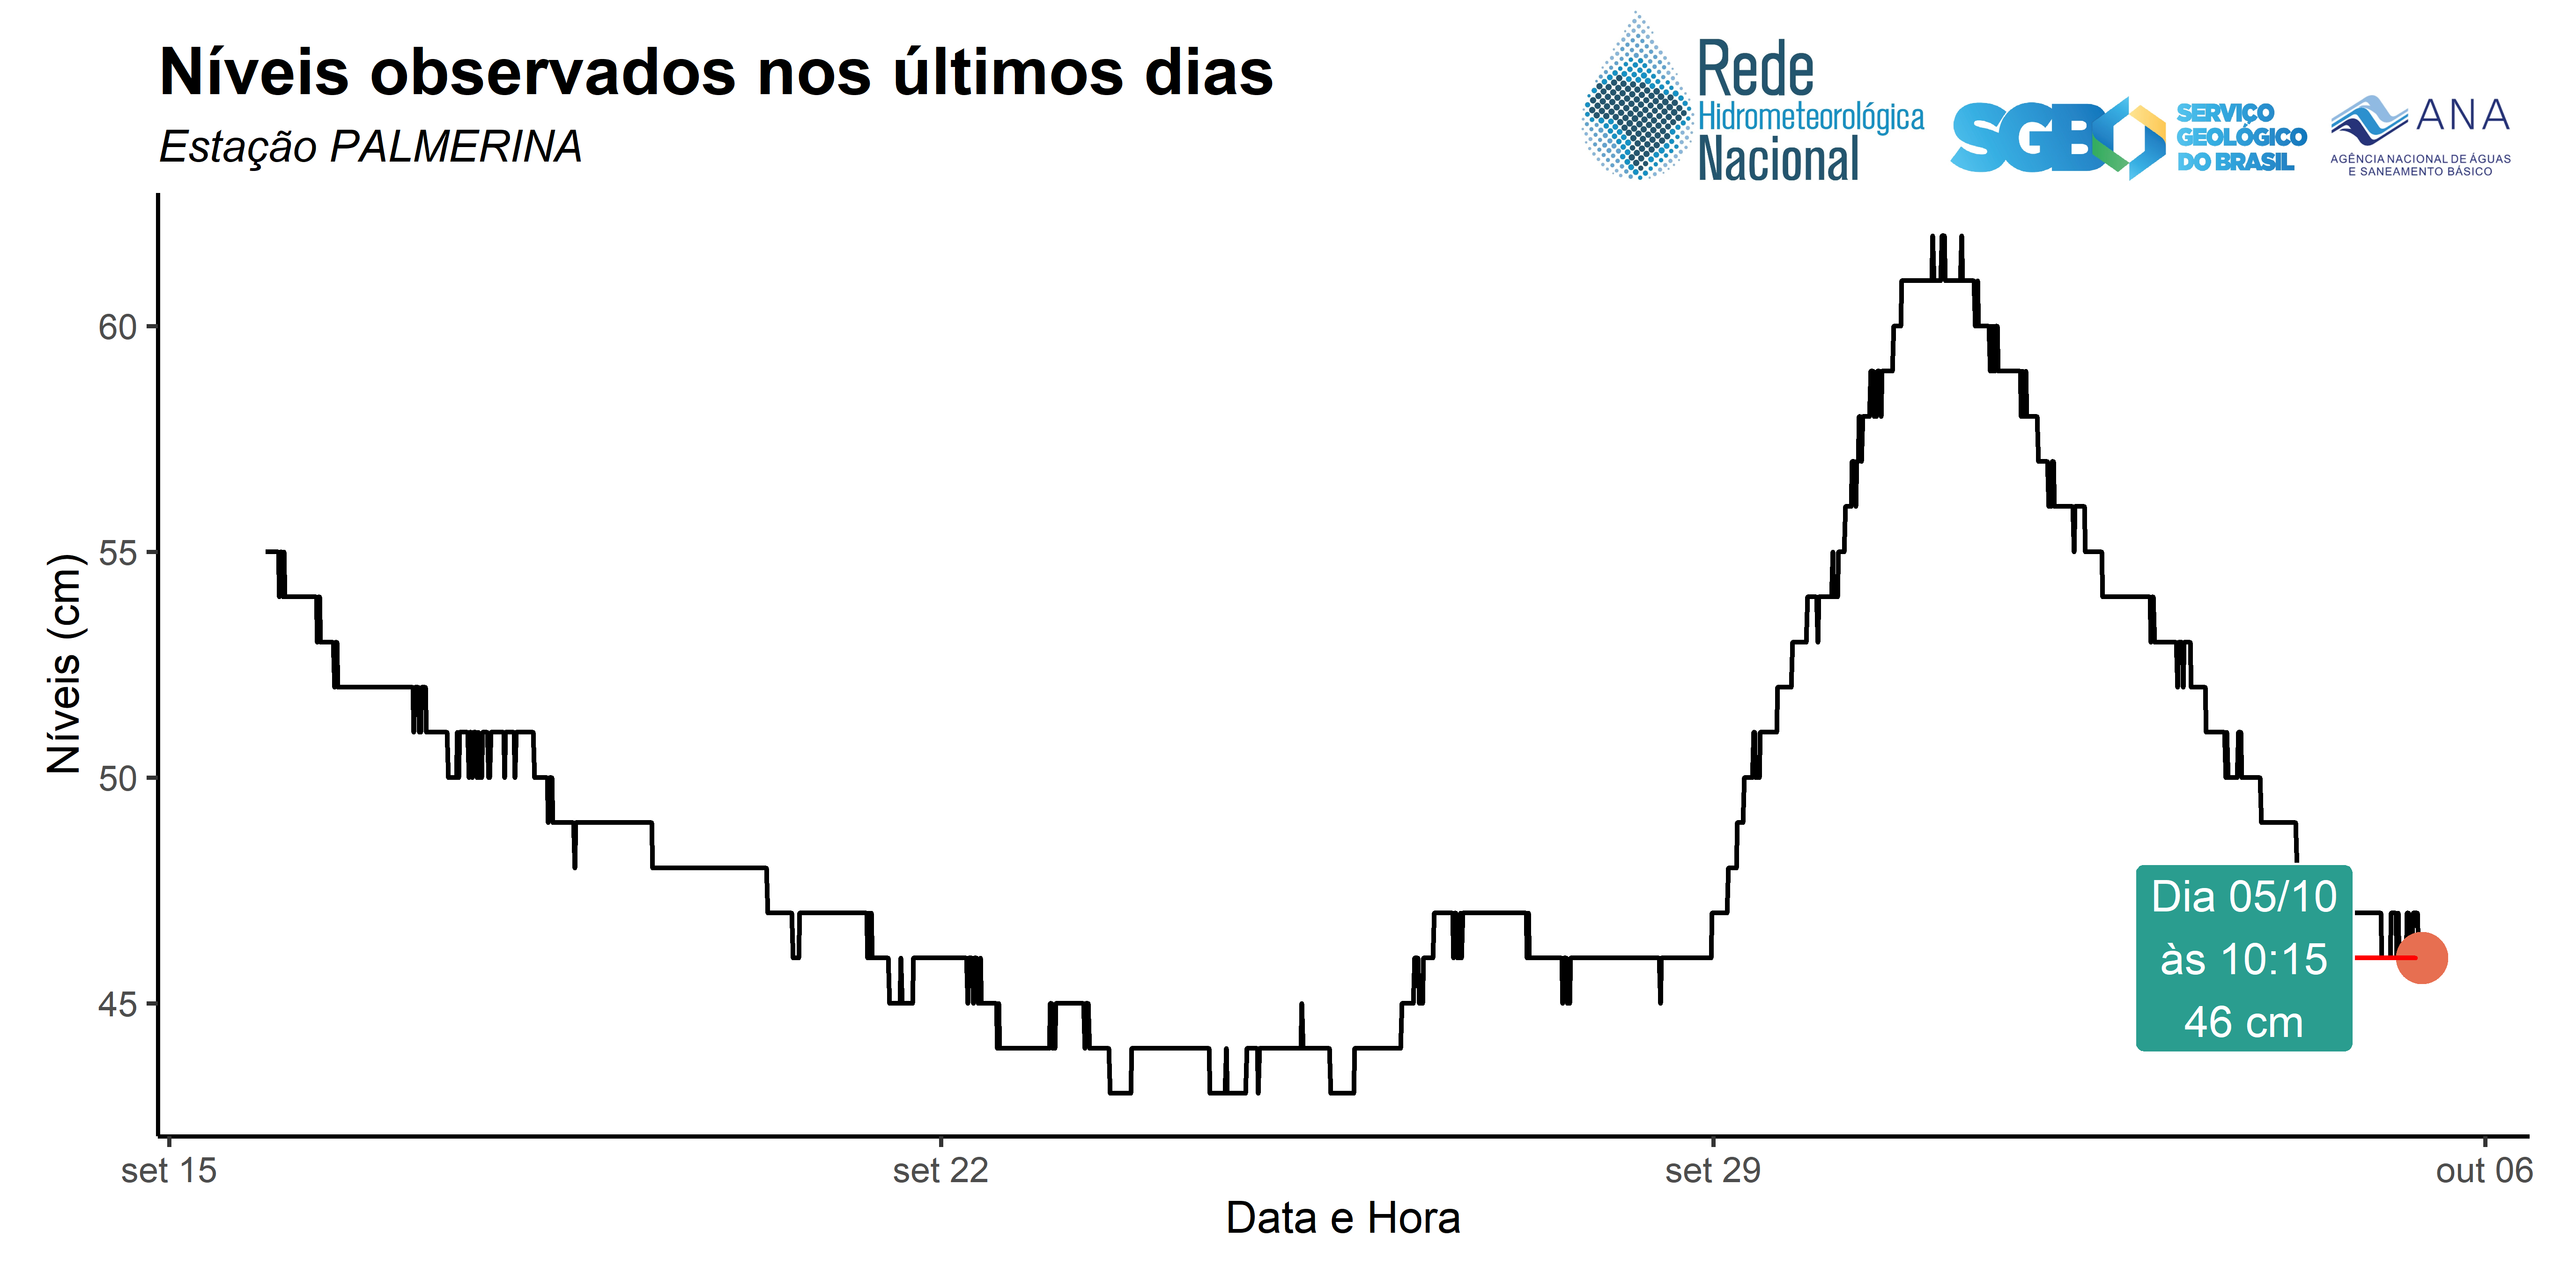 Níveis observados nos últimos dias
Estação PALMERINA
Rede
Hidrometeorológica
Nacional
SGB
SERVIÇO
GEOLÓGICO
DO BRASIL
ANA
AGÊNCIA NACIONAL DE ÁGUAS
E SANEAMENTO BÁSICO
Níveis (cm)
60
55
50
45
Dia 05/10
às 10:15
46 cm
set 15
set 22
set 29
out 06
Data e Hora